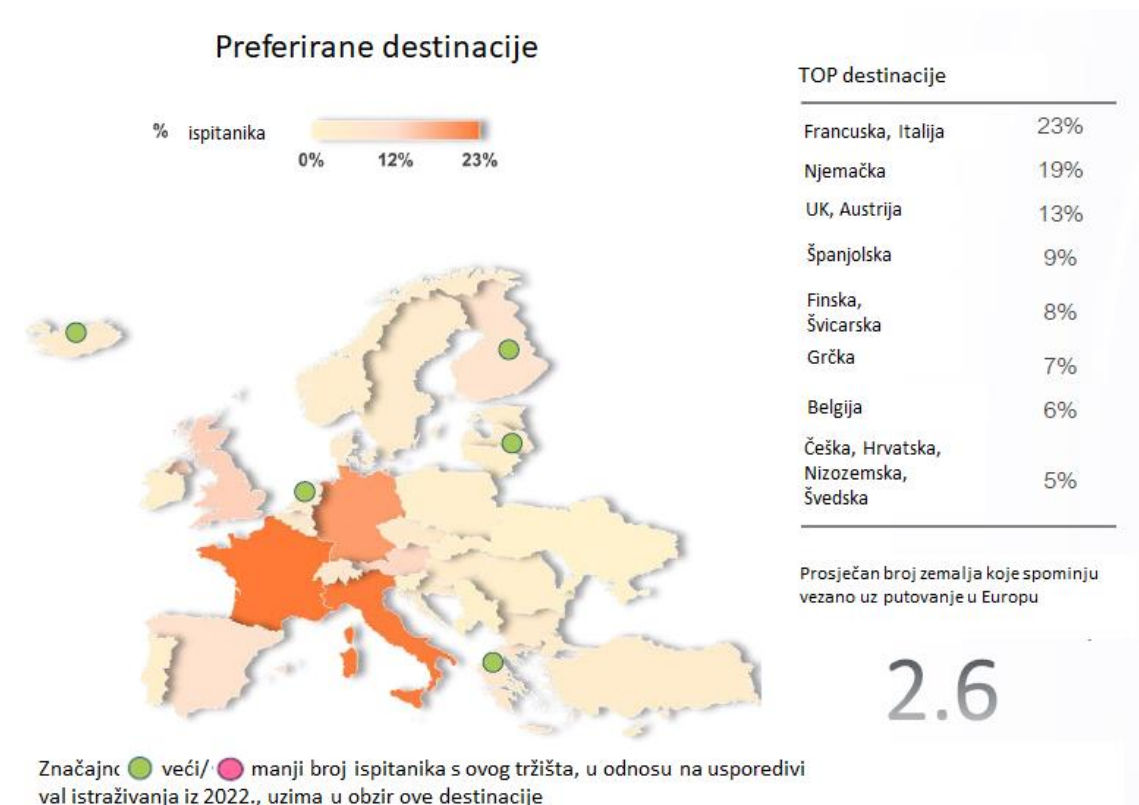 Preferirane destinacije
% ispitanika
0% 12% 23%
TOP destinacije
Francuska, Italija 23%
Njemačka 19%
UK, Austrija 13%
Španjolska 9%
Finska,
Švicarska 8%
Grčka 7%
Belgija 6%
Češka, Hrvatska,
Nizozemska, 5%
Švedska
Prosječan broj zemalja koje spominju
vezano uz putovanje u Europu
2.6
Značajnc veći/ manji broj ispitanika s ovog tržišta, u odnosu na usporedivi
val istraživanja iz 2022., uzima u obzir ove destinacije